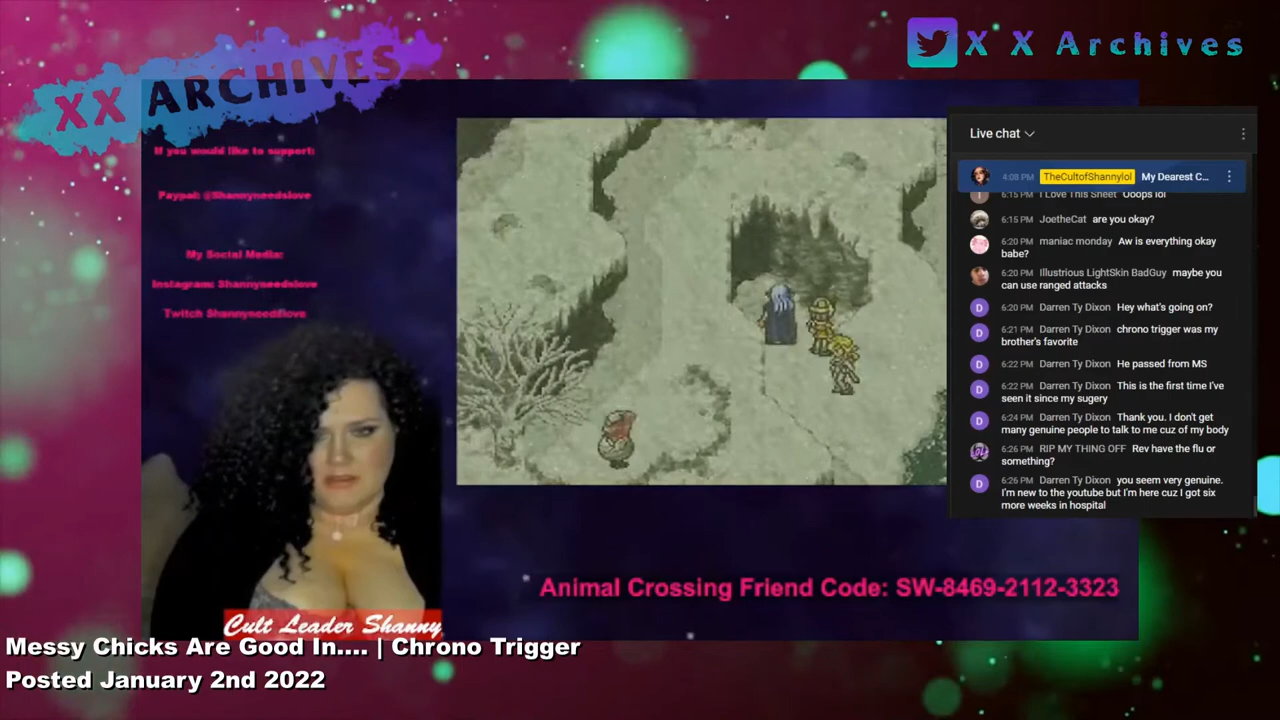 XX ARCHIVES
X X Archives
If you would like to support:
Paypal: @Shannyneedslove
My Social Media:
Instagram: Shannyneedslove
Twitch Shannyneedlove
Live chat
4:08 PM TheCultofShannylol My Dearest C...
6:15 PM I Love This Sheet Ooops lol
6:15 PM JoetheCat are you okay?
6:20 PM maniac monday Aw is everything okay
babe?
6:20 PM Illustrious LightSkin BadGuy maybe you
can use ranged attacks
6:20 PM Darren Ty Dixon Hey what's going on?
6:21 PM Darren Ty Dixon chrono trigger was my
brother's favorite
6:22 PM Darren Ty Dixon He passed from MS
6:22 PM Darren Ty Dixon This is the first time I've
seen it since my sugery
6:24 PM Darren Ty Dixon Thank you. I don't get
many genuine people to talk to me cuz of my body
6:26 PM RIP MY THING OFF Rev have the flu or
something?
6:26 PM Darren Ty Dixon you seem very genuine.
I'm new to the youtube but I'm here cuz I got six
more weeks in hospital
Animal Crossing Friend Code: SW-8469-2112-3323
Cult Leader Shanny
Messy Chicks Are Good In.... | Chrono Trigger
Posted January 2nd 2022